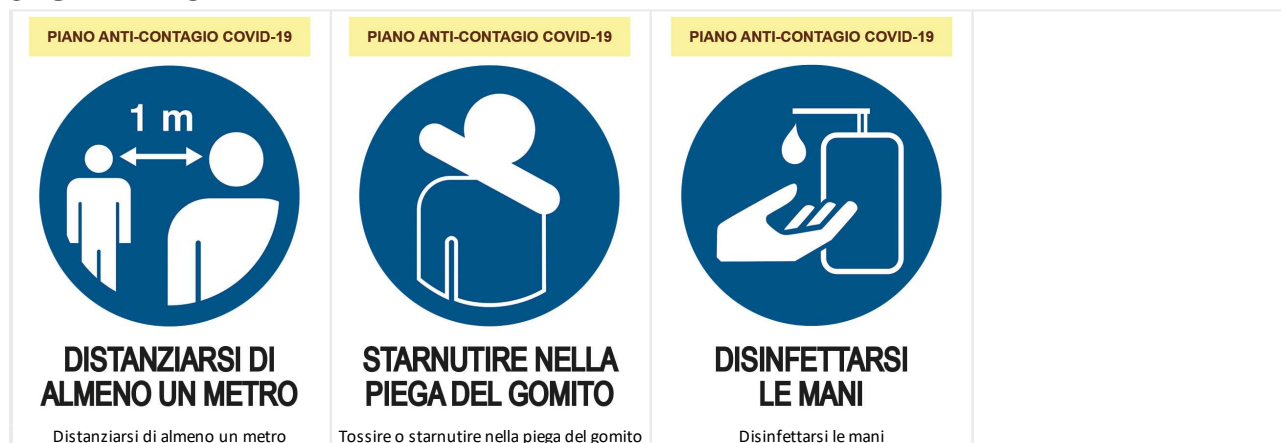 PIANO ANTI-CONTAGIO COVID-19
1 m
DISTANZIARSI DI
ALMENO UN METRO
Distanziarsi di almeno un metro
PIANO ANTI-CONTAGIO COVID-19
STARNUTIRE NELLA
PIEGA DEL GOMITO
Tossire o starnutire nella piega del gomito
PIANO ANTI-CONTAGIO COVID-19
DISINFETTARSI
LE MANI
Disinfettarsi le mani